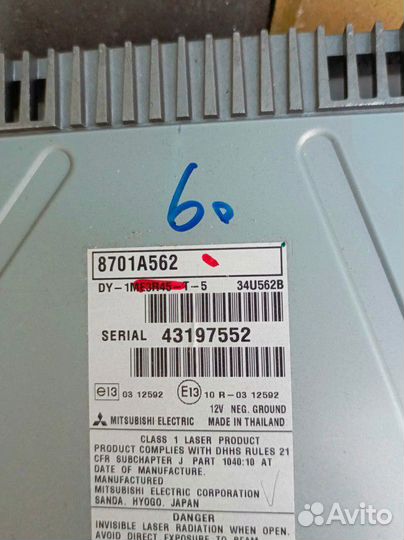 60
8701A562
DY-1ME3R45-T-5 34U562B
SERIAL 43197552
e13 03 12592 E13 10 R-03 12592
12V NEG. GROUND
MITSUBISHI ELECTRIC MADE IN THAILAND
CLASS 1 LASER PRODUCT
PRODUCT COMPLIES WITH DHHS RULES 21
CFR SUBCHAPTER J PART 1040:10 AT
DATE OF MANUFACTURE.
MANUFACTURED
MITSUBISHI ELECTRIC CORPORATION
SANDA, HYOGO, JAPAN
DANGER
INVISIBLE LASER RADIATION WHEN OPEN.
AVOID DIRECT EXPOSURE TO BEAM
Avito